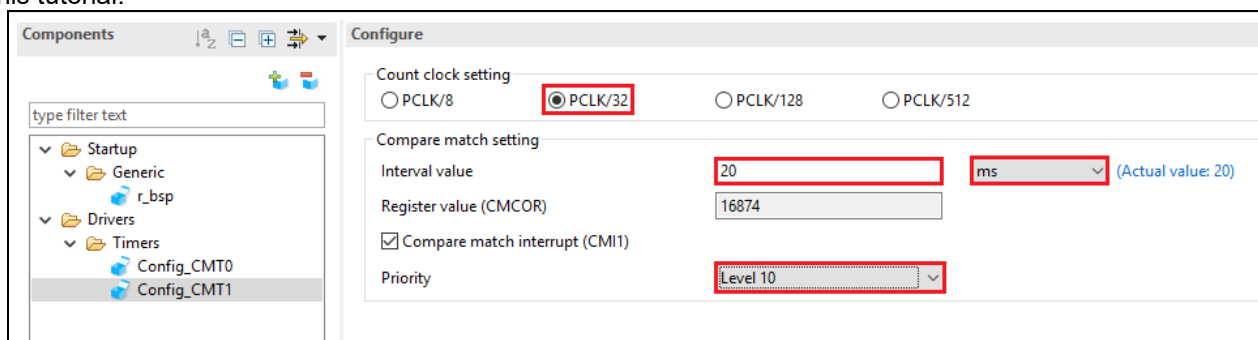 this tutorial.
Components
Configure
type filter text
Startup
Generic
r_bsp
Drivers
Timers
Config_CMT0
Config_CMT1
Count clock setting
PCLK/8 PCLK/32 PCLK/128 PCLK/512
Compare match setting
Interval value 20 ms (Actual value: 20)
Register value (CMCOR) 16874
Compare match interrupt (CMI1)
Priority Level 10